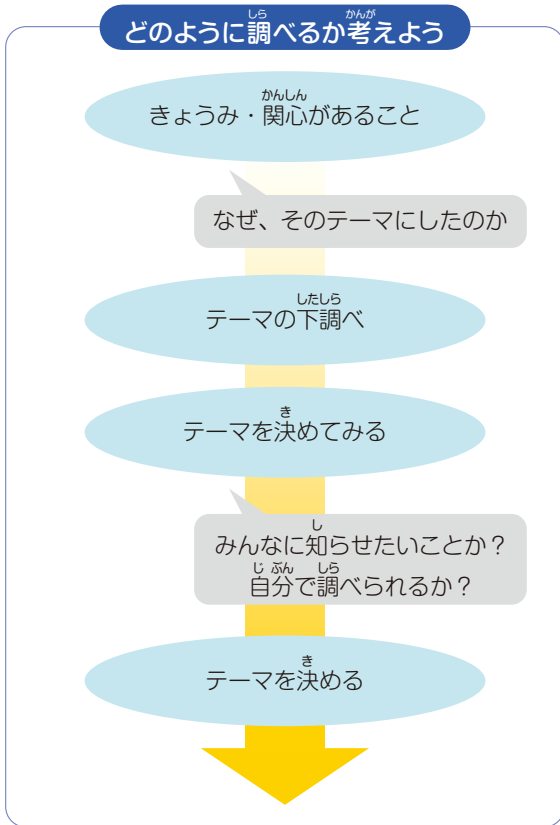 どのように調べるか考えよう
きょうみ・関心があること
なぜ、そのテーマにしたのか
テーマの下調べ
テーマを決めてみる
みんなに知らせたいことか？
自分で調べられるか？
テーマを決める